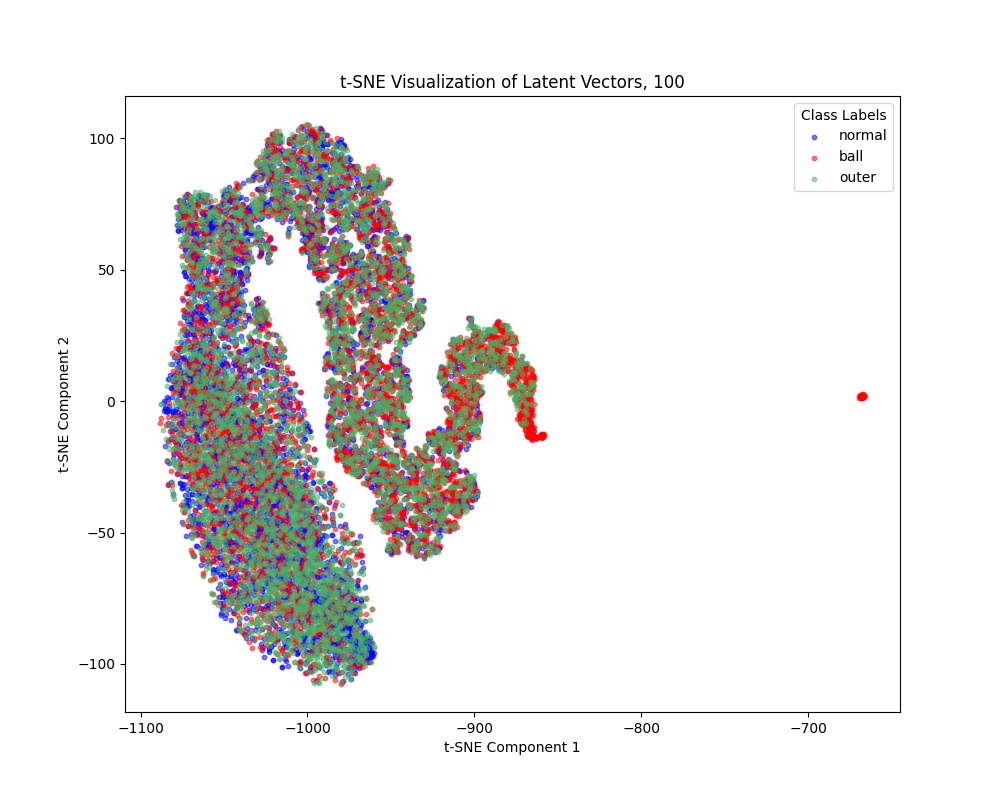 t-SNE Visualization of Latent Vectors, 100
Class Labels
normal
ball
outer
t-SNE Component 2
100
50
0
−50
−100
−1100
−1000
−900
−800
−700
t-SNE Component 1